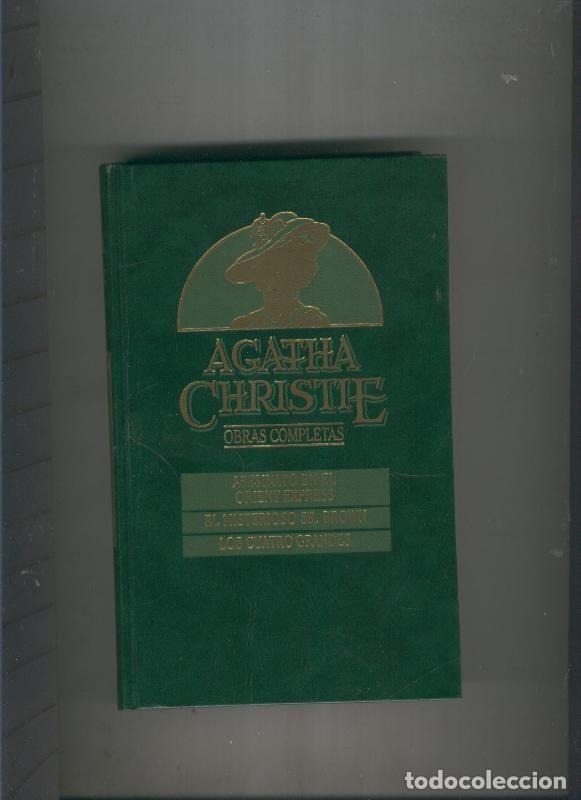 AGATHA
CHRISTIE
OBRAS COMPLETAS
ASESINATO EN EL
ORIENT EXPRESS
EL MISTERIOSO SR. BROWN
LOS CUATRO GRANDES
todocoleccion